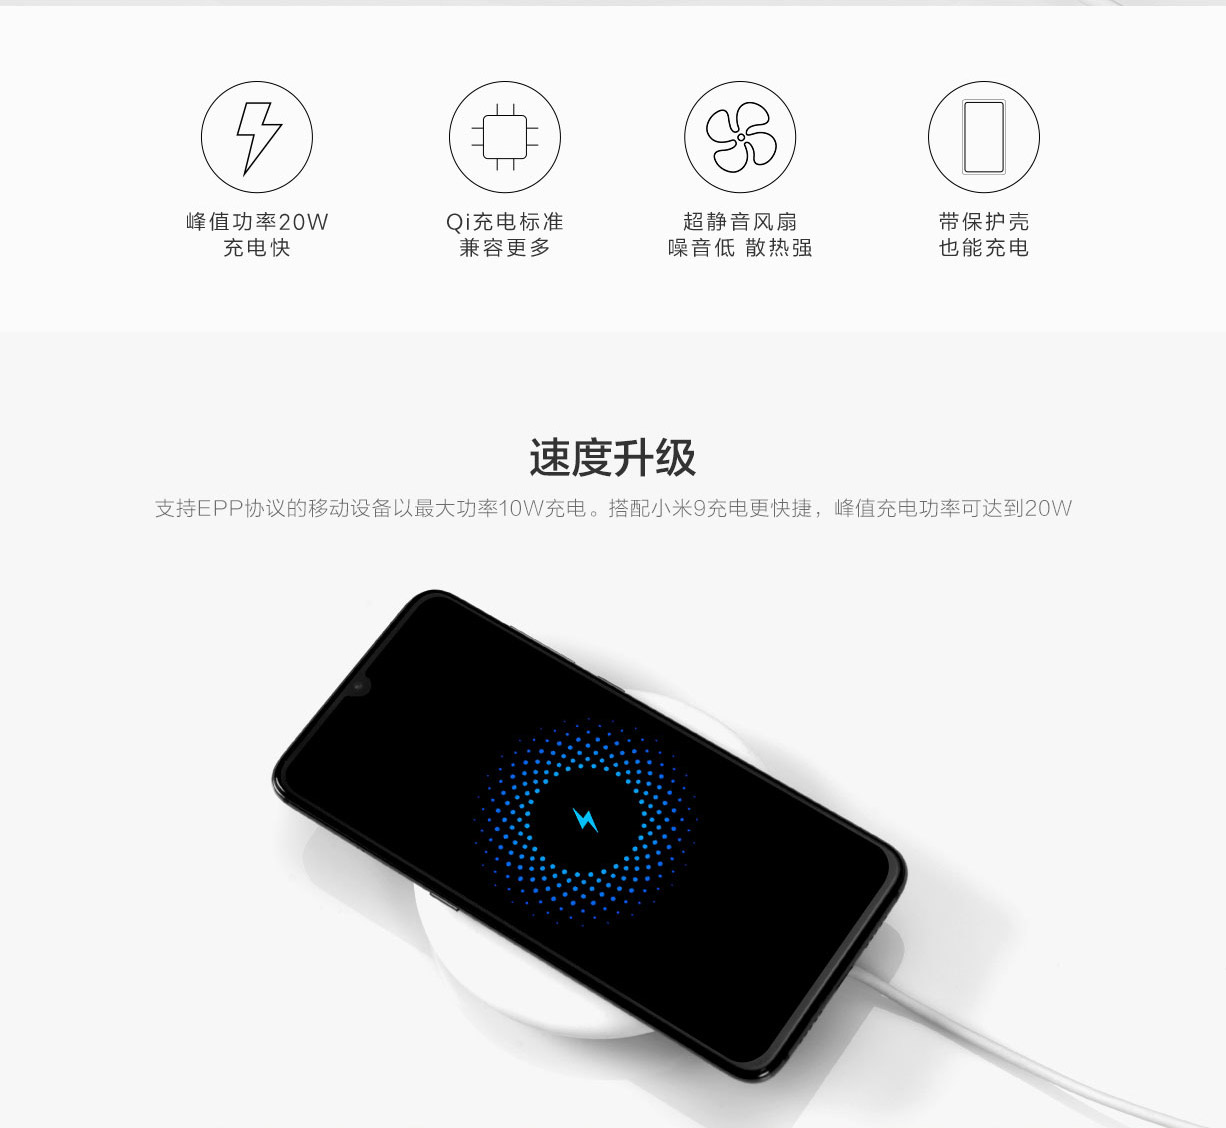 峰值功率20W
充电快
Qi充电标准
兼容更多
超静音风扇
噪音低 散热强
带保护壳
也能充电
速度升级
支持EPP协议的移动设备以最大功率10W充电。搭配小米9充电更快捷，峰值充电功率可达到20W